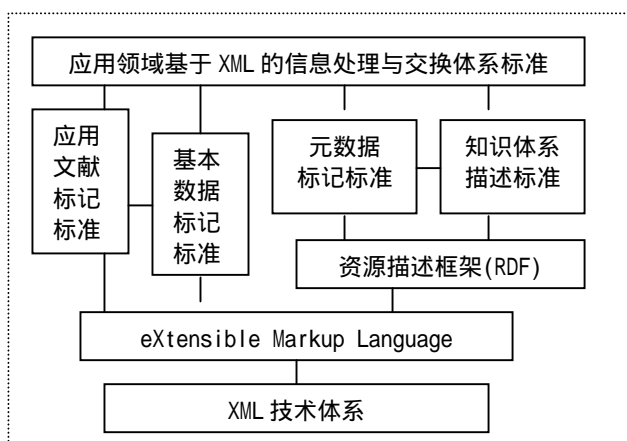 应用领域基于 XML 的信息处理与交换体系标准
应用
文献
标记
标准
基本
数据
标记
标准
元数据
标记标准
知识体系
描述标准
资源描述框架(RDF)
eXtensible Markup Language
XML 技术体系